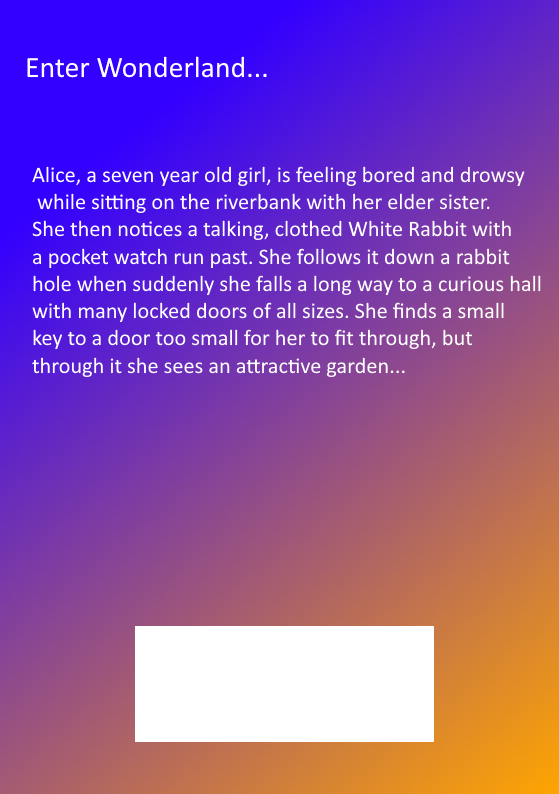 Enter Wonderland...
Alice, a seven year old girl, is feeling bored and drowsy
while sitting on the riverbank with her elder sister.
She then notices a talking, clothed White Rabbit with
a pocket watch run past. She follows it down a rabbit
hole when suddenly she falls a long way to a curious hall
with many locked doors of all sizes. She finds a small
key to a door too small for her to fit through, but
through it she sees an attractive garden...